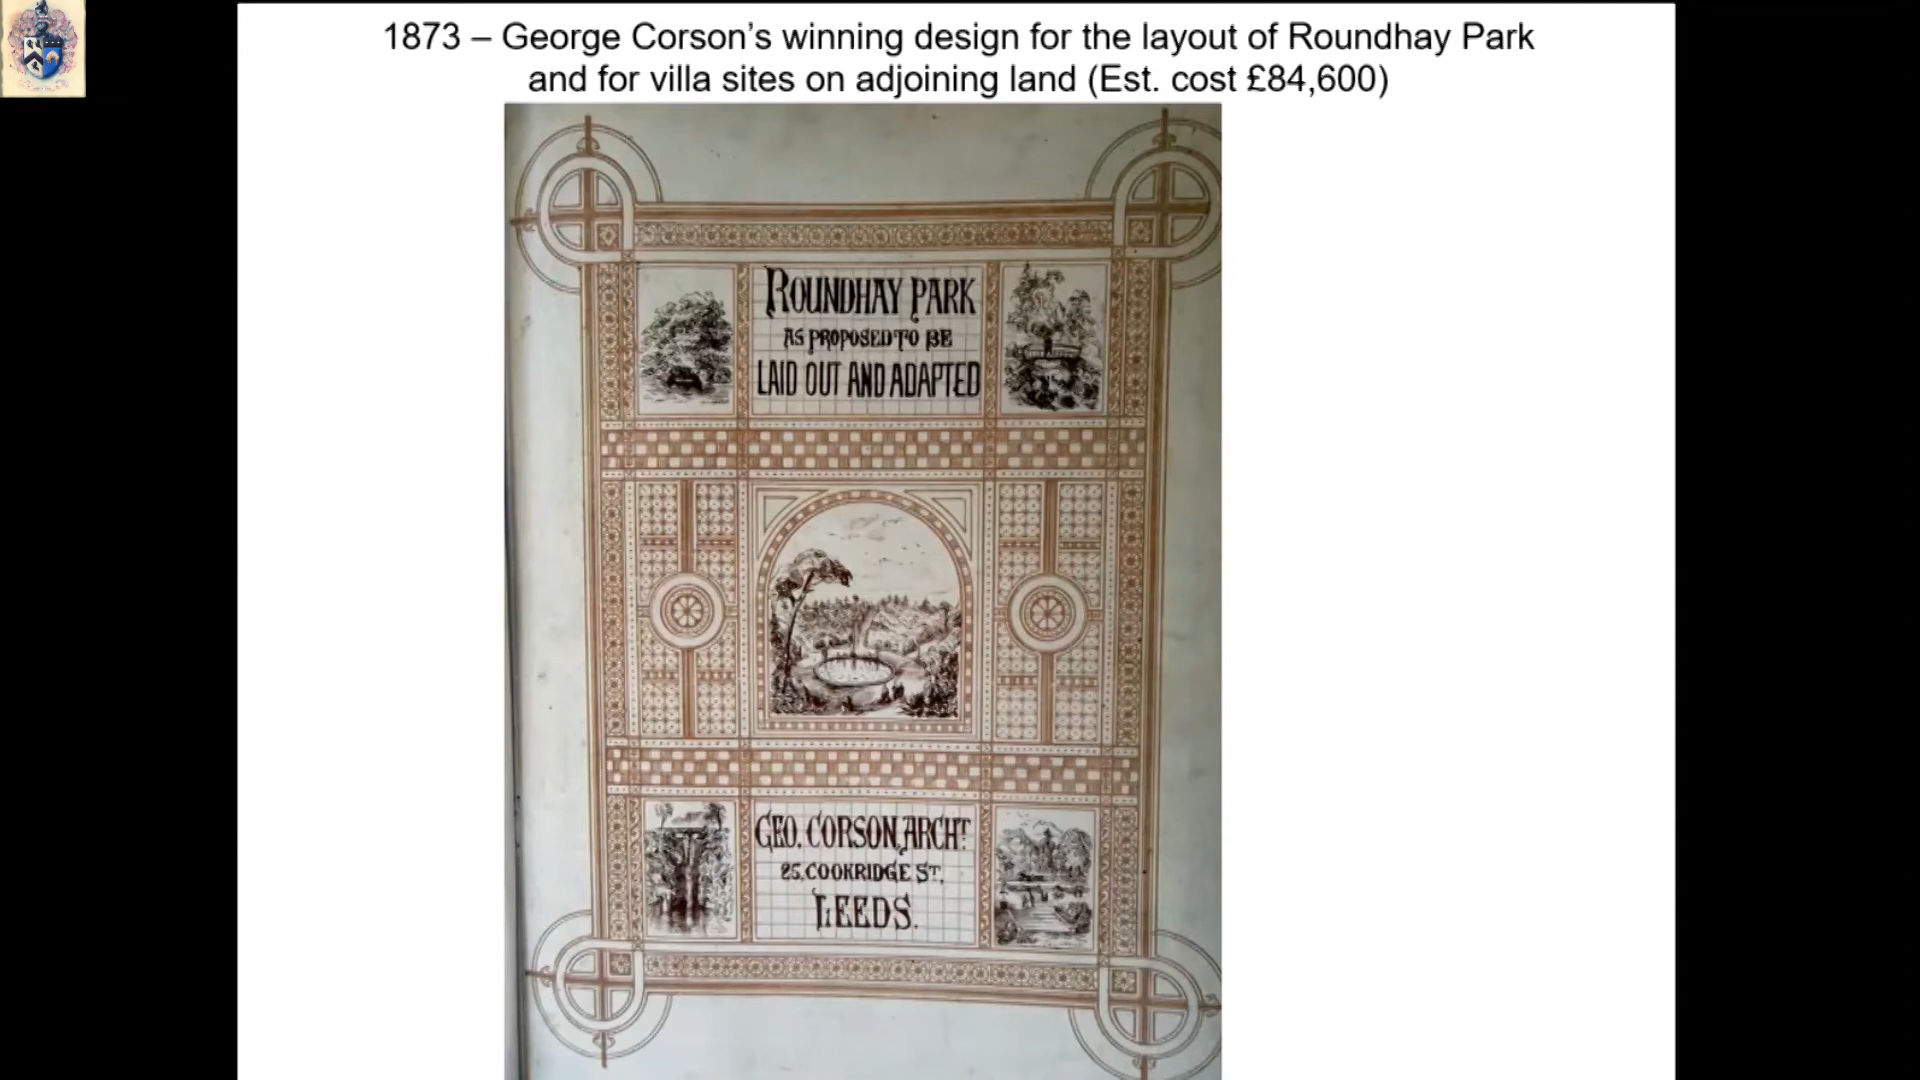 1873 – George Corson’s winning design for the layout of Roundhay Park
and for villa sites on adjoining land (Est. cost £84,600)
ROUNDHAY PARK
AS PROPOSED TO BE
LAID OUT AND ADAPTED
GEO. CORSON, ARCHT.
25, COOKRIDGE ST.
LEEDS.